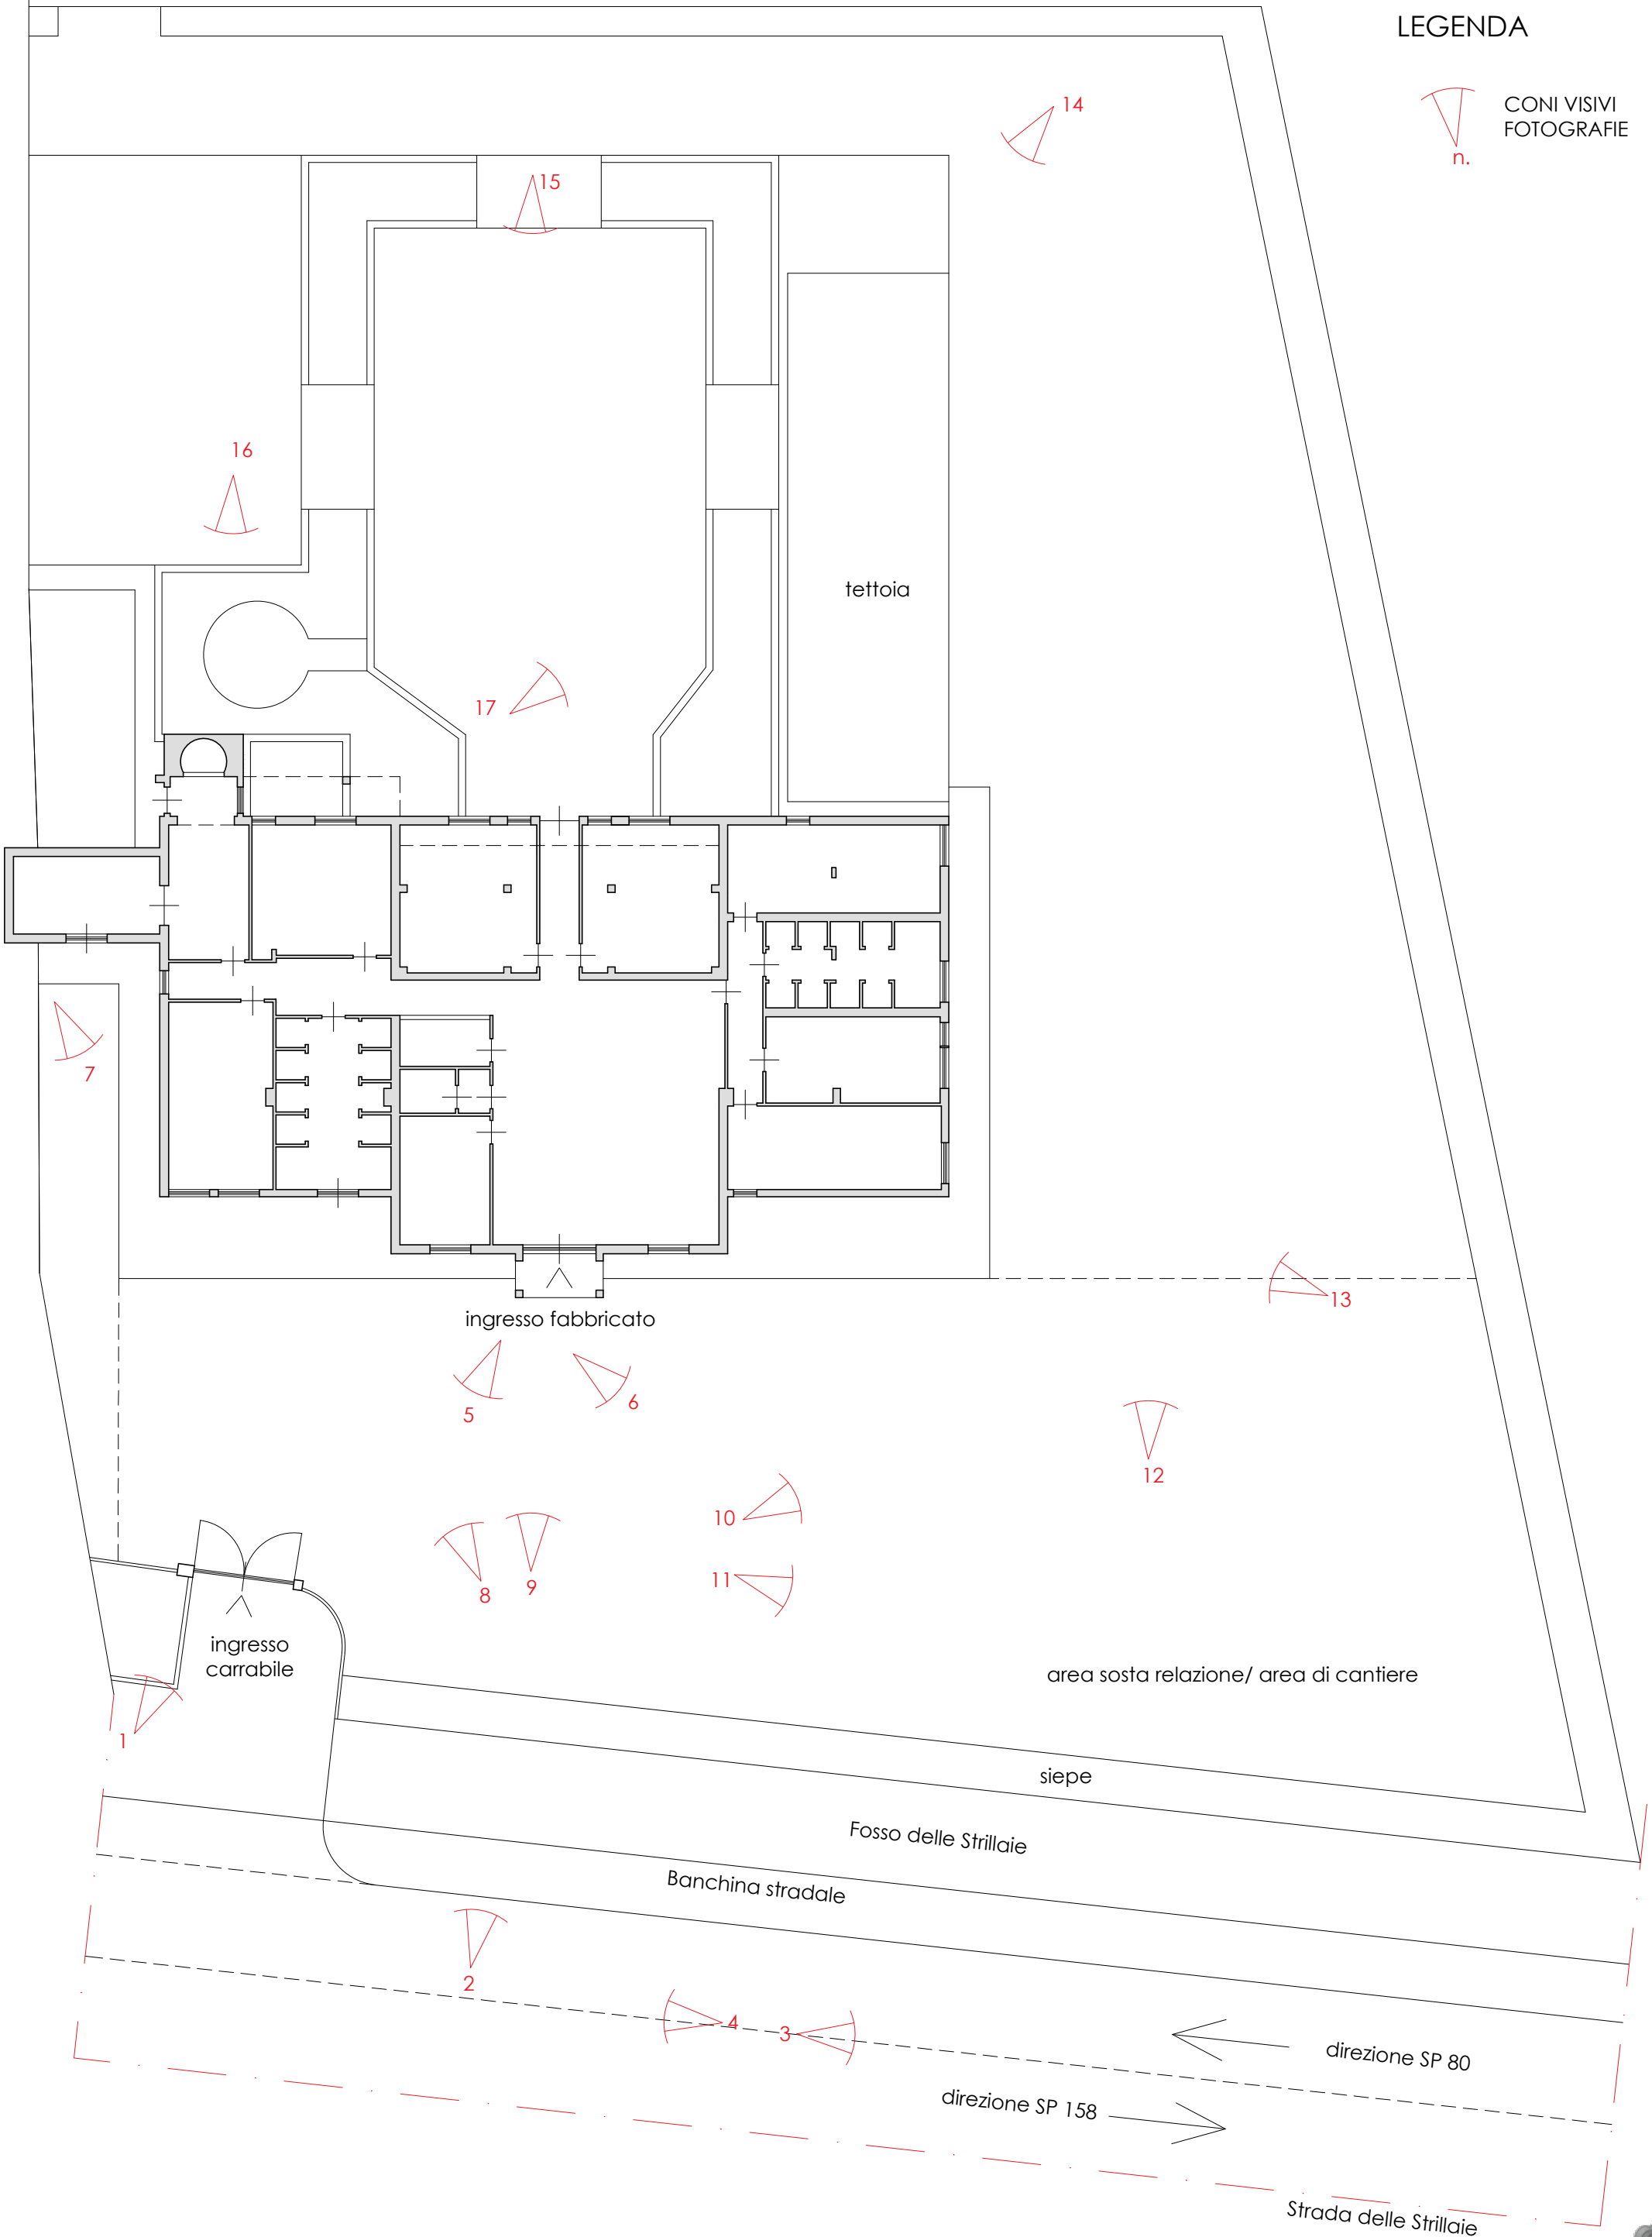 LEGENDA
CONI VISIVI
FOTOGRAFIE
n.
14
15
16
tettoia
17
7
13
ingresso fabbricato
5
6
12
10
8
9
11
ingresso
carrabile
area sosta relazione/ area di cantiere
1
siepe
Fosso delle Strillaie
Banchina stradale
2
4
3
direzione SP 80
direzione SP 158
Strada delle Strillaie